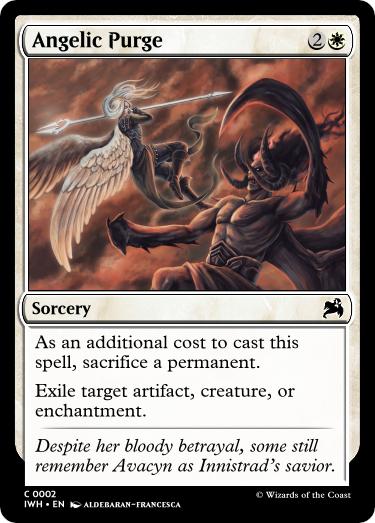 Angelic Purge 2
Sorcery
As an additional cost to cast this
spell, sacrifice a permanent.
Exile target artifact, creature, or
enchantment.
Despite her bloody betrayal, some still
remember Avacyn as Innistrad's savior.
C 0002
IWH • EN ALDEBARAN-FRANCESCA
© Wizards of the Coast